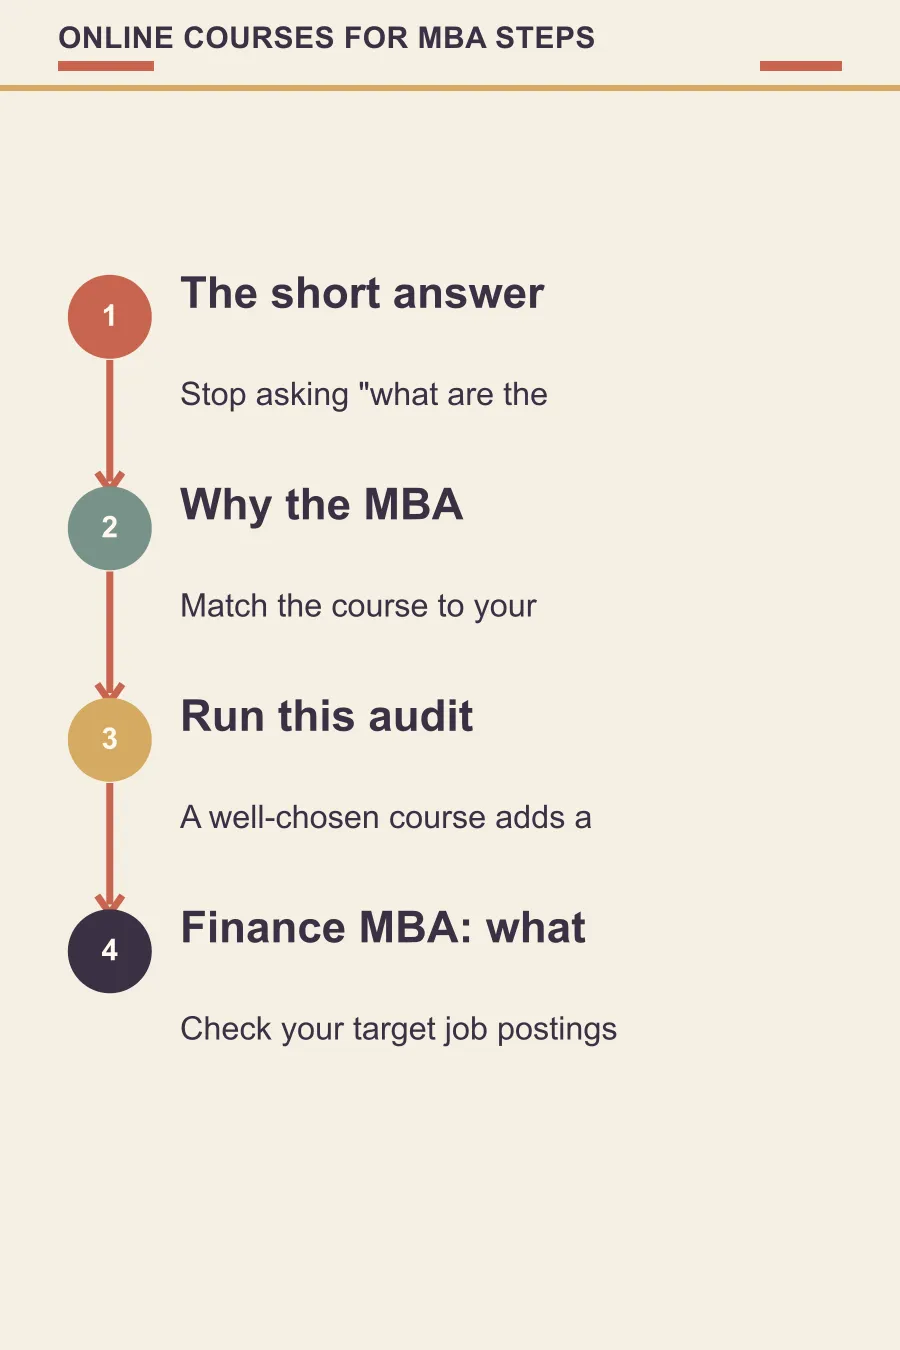 ONLINE COURSES FOR MBA STEPS
1
The short answer
Stop asking "what are the
2
Why the MBA
Match the course to your
3
Run this audit
A well-chosen course adds a
4
Finance MBA: what
Check your target job postings